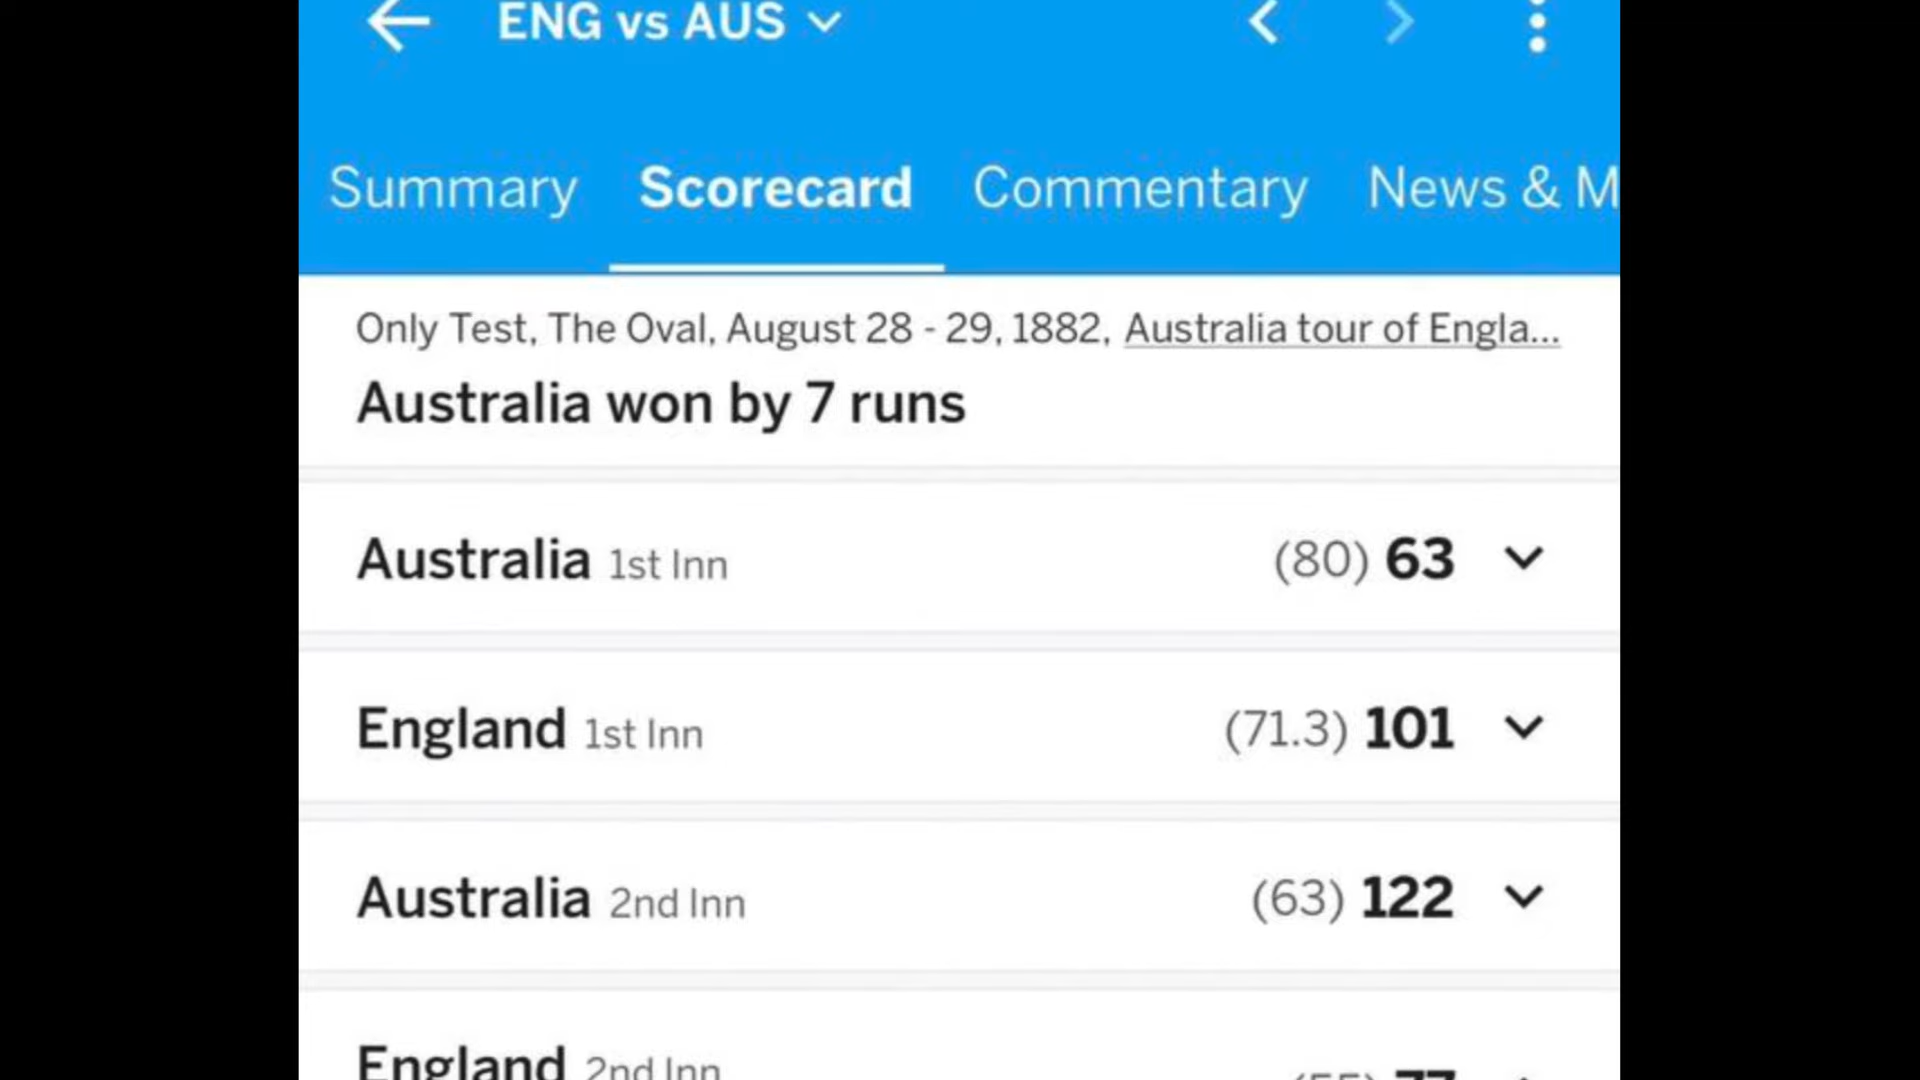 ENG vs AUS
Summary Scorecard Commentary News & M
Only Test, The Oval, August 28 - 29, 1882, Australia tour of Engla...
Australia won by 7 runs
Australia 1st Inn (80) 63
England 1st Inn (71.3) 101
Australia 2nd Inn (63) 122
England 2nd Inn (55) 77